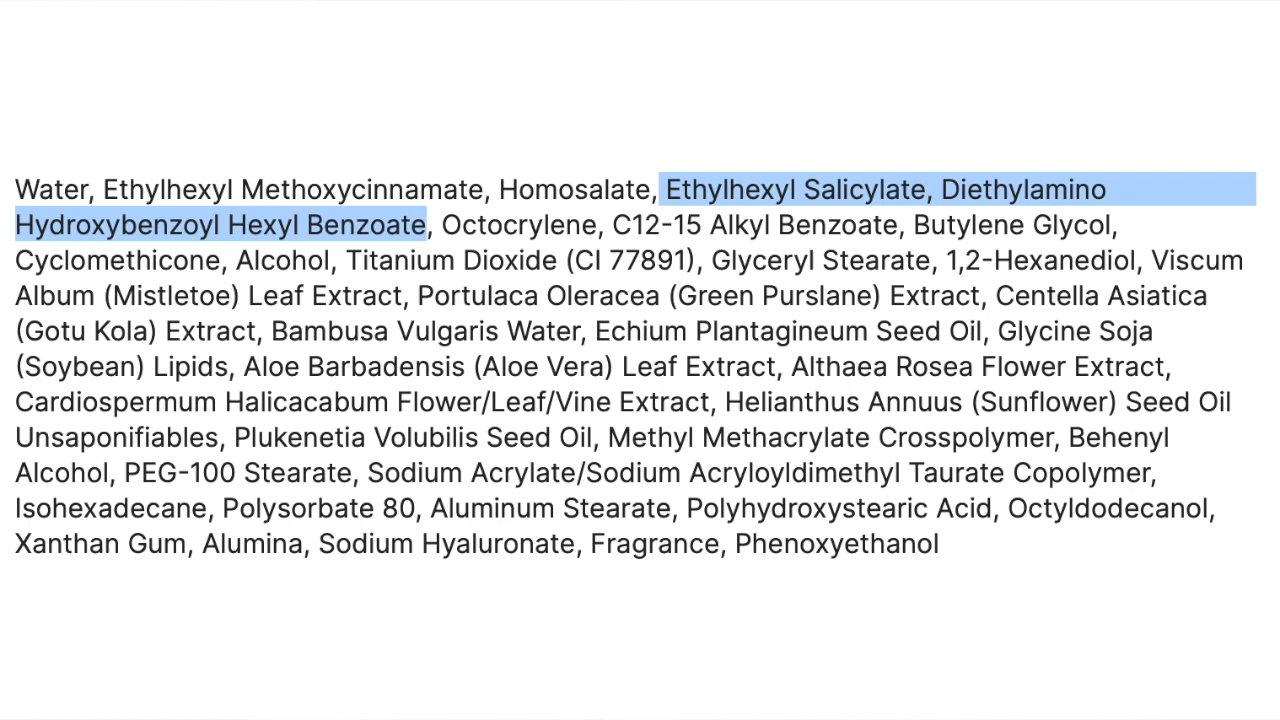 Water, Ethylhexyl Methoxycinnamate, Homosalate, Ethylhexyl Salicylate, Diethylamino
Hydroxybenzoyl Hexyl Benzoate, Octocrylene, C12-15 Alkyl Benzoate, Butylene Glycol,
Cyclomethicone, Alcohol, Titanium Dioxide (CI 77891), Glyceryl Stearate, 1,2-Hexanediol, Viscum
Album (Mistletoe) Leaf Extract, Portulaca Oleracea (Green Purslane) Extract, Centella Asiatica
(Gotu Kola) Extract, Bambusa Vulgaris Water, Echium Plantagineum Seed Oil, Glycine Soja
(Soybean) Lipids, Aloe Barbadensis (Aloe Vera) Leaf Extract, Althaea Rosea Flower Extract,
Cardiospermum Halicacabum Flower/Leaf/Vine Extract, Helianthus Annuus (Sunflower) Seed Oil
Unsaponifiables, Plukenetia Volubilis Seed Oil, Methyl Methacrylate Crosspolymer, Behenyl
Alcohol, PEG-100 Stearate, Sodium Acrylate/Sodium Acryloyldimethyl Taurate Copolymer,
Isohexadecane, Polysorbate 80, Aluminum Stearate, Polyhydroxystearic Acid, Octyldodecanol,
Xanthan Gum, Alumina, Sodium Hyaluronate, Fragrance, Phenoxyethanol